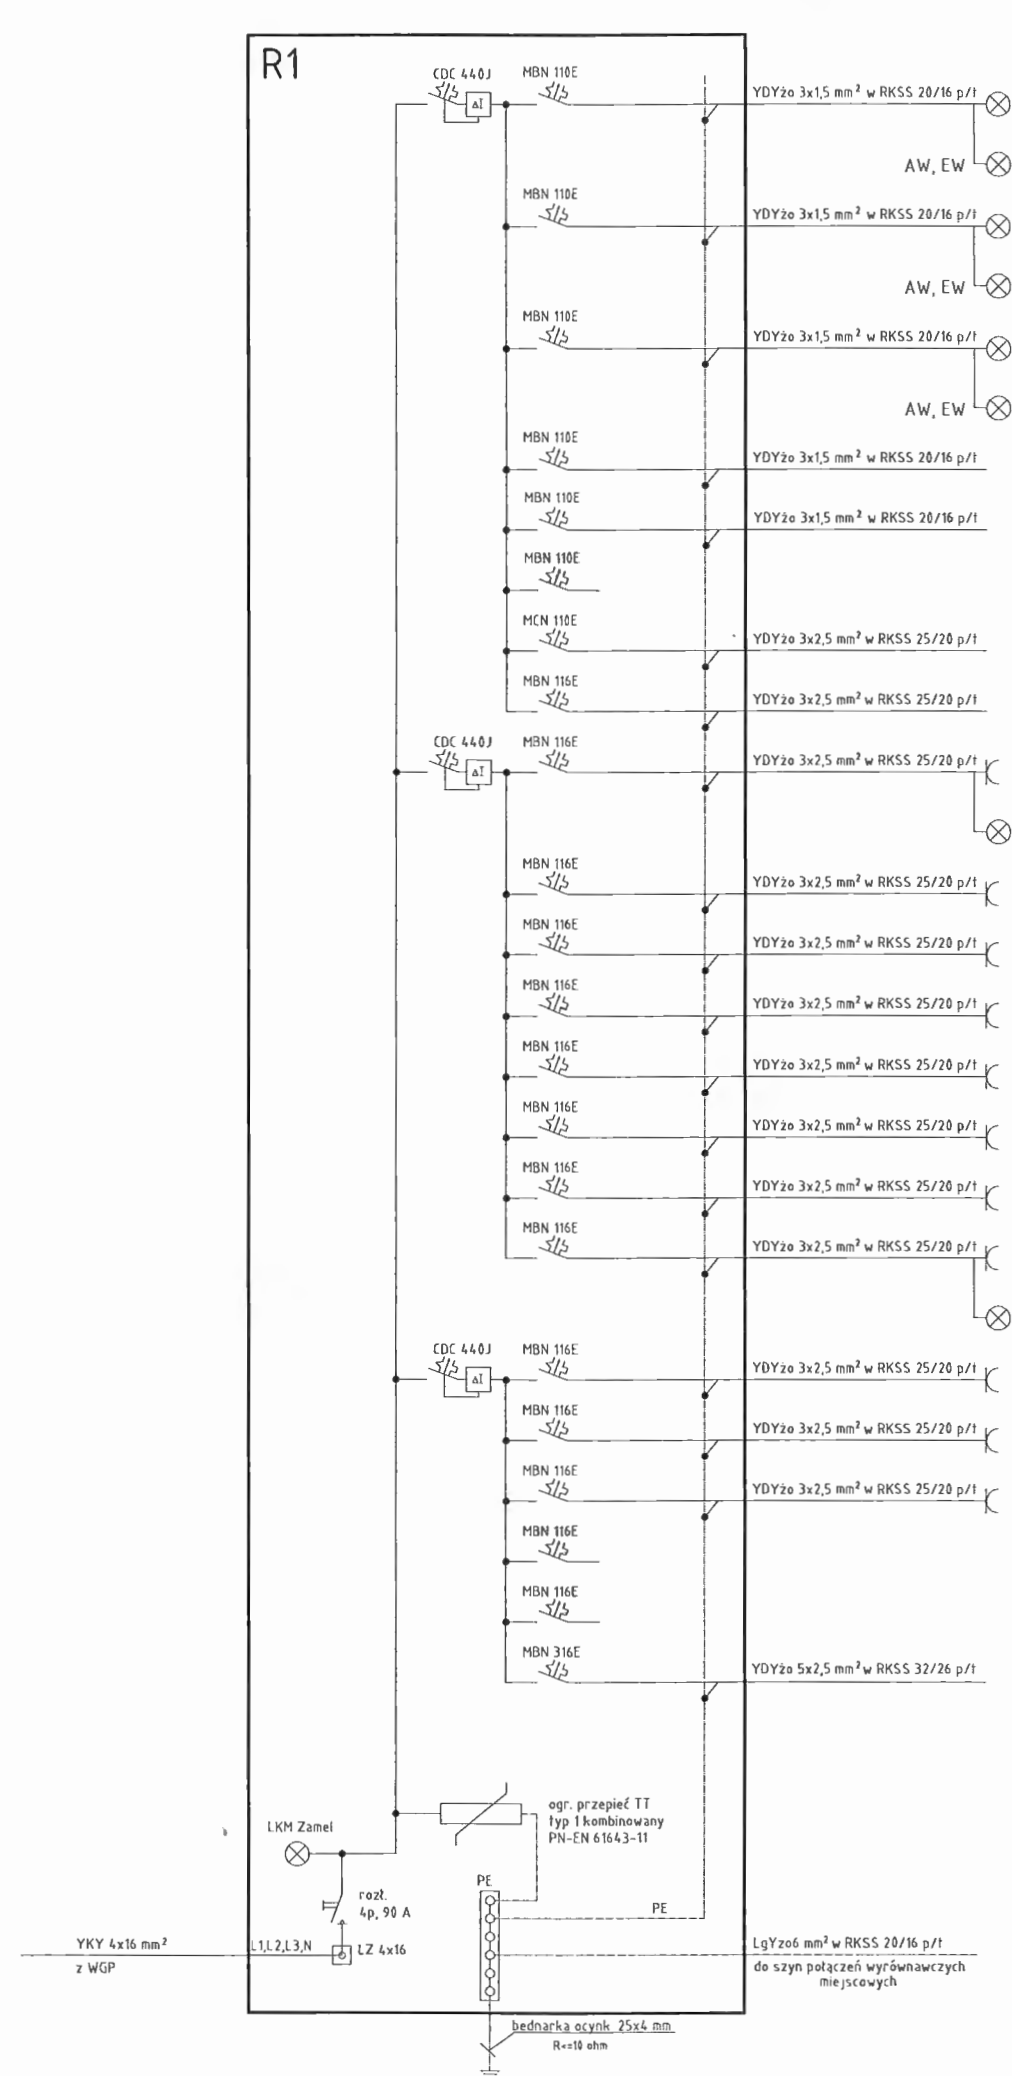 R1
CDC 440J
MBN 110E
YDYżo 3x1,5 mm² w RKSS 20/16 p/t
ΔI
AW, EW
MBN 110E
YDYżo 3x1,5 mm² w RKSS 20/16 p/t
AW, EW
MBN 110E
YDYżo 3x1,5 mm² w RKSS 20/16 p/t
AW, EW
MBN 110E
YDYżo 3x1,5 mm² w RKSS 20/16 p/t
MBN 110E
YDYżo 3x1,5 mm² w RKSS 20/16 p/t
MBN 110E
MCN 110E
YDYżo 3x2,5 mm² w RKSS 25/20 p/t
MBN 116E
YDYżo 3x2,5 mm² w RKSS 25/20 p/t
CDC 440J
MBN 116E
YDYżo 3x2,5 mm² w RKSS 25/20 p/t
ΔI
MBN 116E
YDYżo 3x2,5 mm² w RKSS 25/20 p/t
MBN 116E
YDYżo 3x2,5 mm² w RKSS 25/20 p/t
MBN 116E
YDYżo 3x2,5 mm² w RKSS 25/20 p/t
MBN 116E
YDYżo 3x2,5 mm² w RKSS 25/20 p/t
MBN 116E
YDYżo 3x2,5 mm² w RKSS 25/20 p/t
MBN 116E
YDYżo 3x2,5 mm² w RKSS 25/20 p/t
MBN 116E
YDYżo 3x2,5 mm² w RKSS 25/20 p/t
CDC 440J
MBN 116E
YDYżo 3x2,5 mm² w RKSS 25/20 p/t
ΔI
MBN 116E
YDYżo 3x2,5 mm² w RKSS 25/20 p/t
MBN 116E
YDYżo 3x2,5 mm² w RKSS 25/20 p/t
MBN 116E
MBN 116E
MBN 316E
YDYżo 5x2,5 mm² w RKSS 32/26 p/t
ogr. przepięć TT
typ 1 kombinowany
PN-EN 61643-11
LKM Zamel
PE
rozł.
4p, 90 A
PE
YKY 4x16 mm²
z WGP
L1,L2,L3,N
LZ 4x16
LgYżo6 mm² w RKSS 20/16 p/t
do szyn połączeń wyrównawczych
miejscowych
bednarka ocynk 25x4 mm
R<=10 ohm